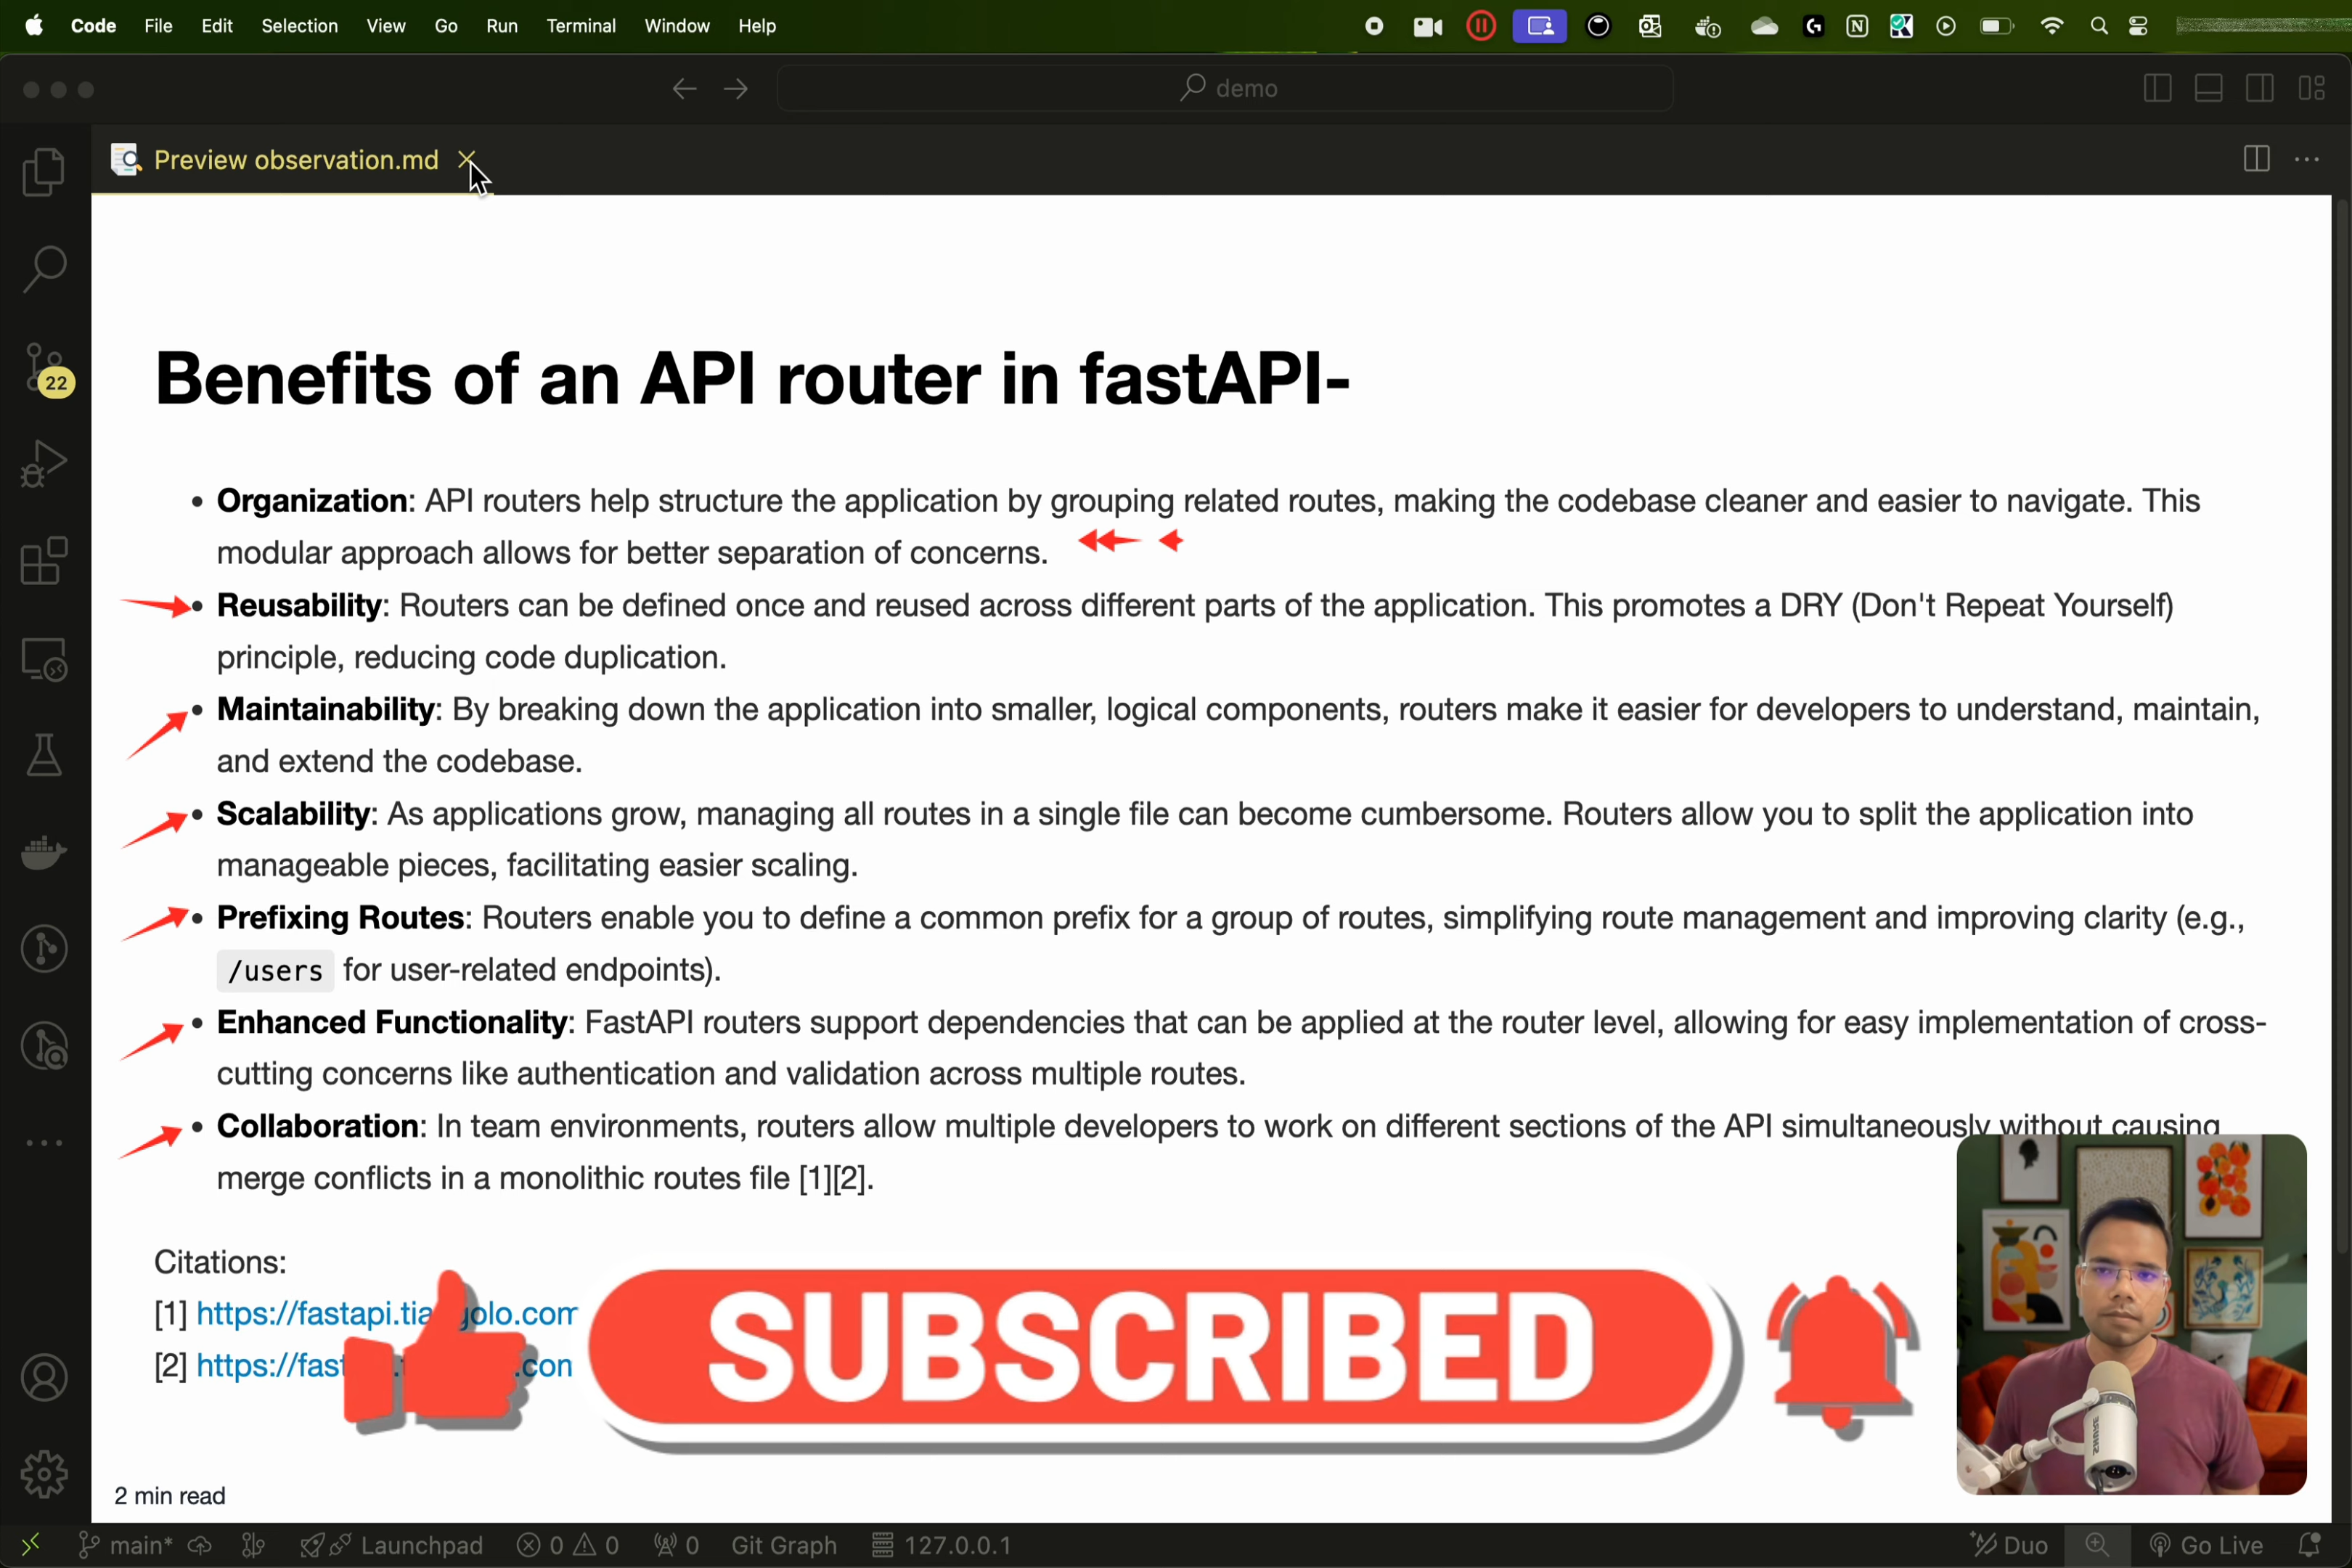 Code File Edit Selection View Go Run Terminal Window Help
demo
Preview observation.md
22
Benefits of an API router in fastAPI-
• Organization: API routers help structure the application by grouping related routes, making the codebase cleaner and easier to navigate. This
modular approach allows for better separation of concerns.
• Reusability: Routers can be defined once and reused across different parts of the application. This promotes a DRY (Don't Repeat Yourself)
principle, reducing code duplication.
• Maintainability: By breaking down the application into smaller, logical components, routers make it easier for developers to understand, maintain,
and extend the codebase.
• Scalability: As applications grow, managing all routes in a single file can become cumbersome. Routers allow you to split the application into
manageable pieces, facilitating easier scaling.
• Prefixing Routes: Routers enable you to define a common prefix for a group of routes, simplifying route management and improving clarity (e.g.,
/users for user-related endpoints).
• Enhanced Functionality: FastAPI routers support dependencies that can be applied at the router level, allowing for easy implementation of cross-
cutting concerns like authentication and validation across multiple routes.
• Collaboration: In team environments, routers allow multiple developers to work on different sections of the API simultaneously without causing
merge conflicts in a monolithic routes file [1][2].
Citations:
[1] https://fastapi.tiangolo.com
[2] https://fast
SUBSCRIBED
SHURE
2 min read
main* Launchpad 0 0 0 Git Graph 127.0.0.1 Duo Go Live